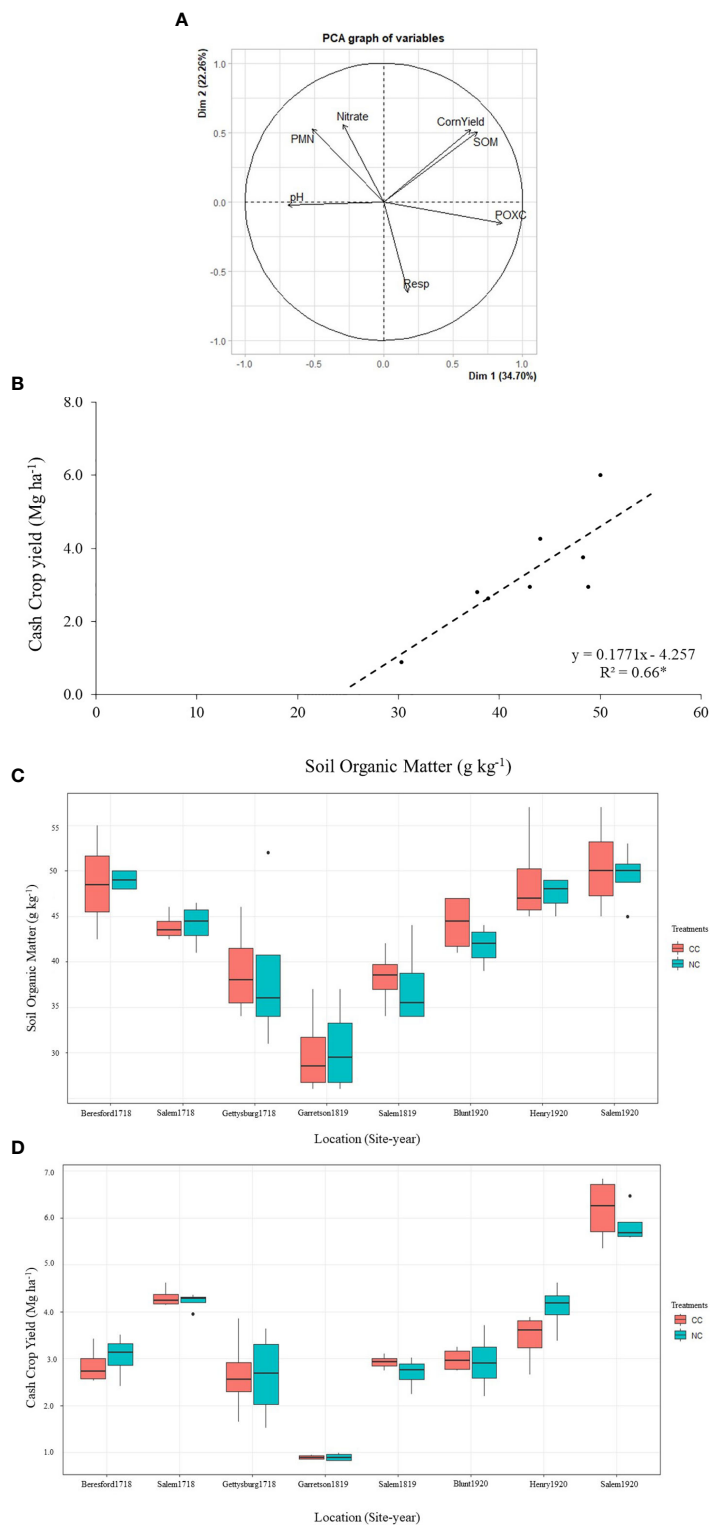 A
PCA graph of variables
Dim 2 (22.26%)
1.0
0.5
0.0
-0.5
-1.0
Nitrate
PMN
CornYield
SOM
pH
POXC
Resp
-1.0 -0.5 0.0 0.5 1.0
Dim 1 (34.70%)
B
Cash Crop yield (Mg ha-1)
8.0
6.0
4.0
2.0
0.0
y = 0.1771x - 4.257
R² = 0.66*
0 10 20 30 40 50 60
Soil Organic Matter (g kg-1)
C
Soil Organic Matter (g kg-1)
55
50
45
40
35
30
Treatments
CC
NC
Beresford1718 Salem1718 Gettysburg1718 Garretson1819 Salem1819 Blunt1920 Henry1920 Salem1920
Location (Site-year)
D
Cash Crop Yield (Mg ha-1)
7.0
6.0
5.0
4.0
3.0
2.0
1.0
Treatments
CC
NC
Beresford1718 Salem1718 Gettysburg1718 Garretson1819 Salem1819 Blunt1920 Henry1920 Salem1920
Location (Site-year)